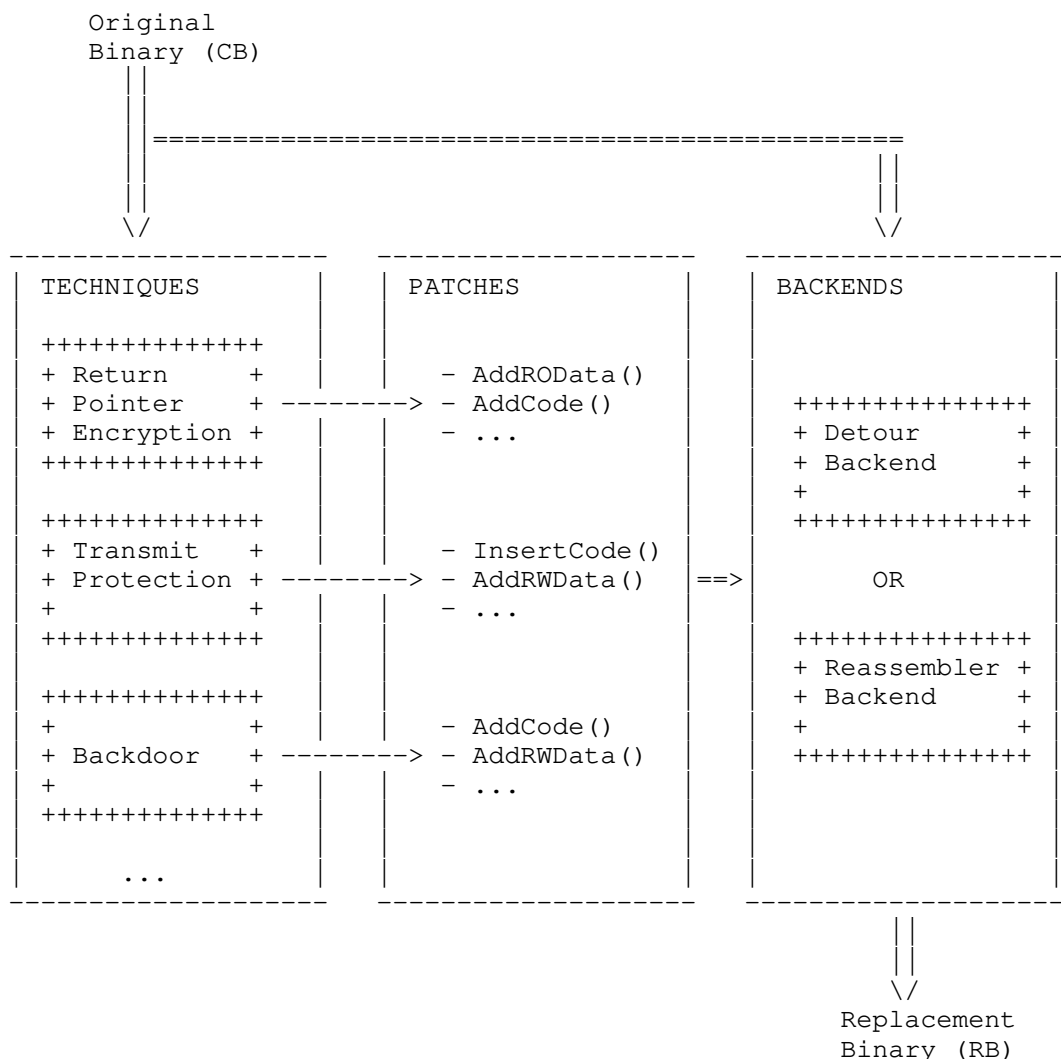 Original
Binary (CB)
TECHNIQUES
PATCHES
BACKENDS
Return
Pointer
Encryption
- AddROData()
- AddCode()
- ...
Detour
Backend
Transmit
Protection
- InsertCode()
- AddRWData()
- ...
OR
Reassembler
Backend
Backdoor
- AddCode()
- AddRWData()
- ...
...
Replacement
Binary (RB)